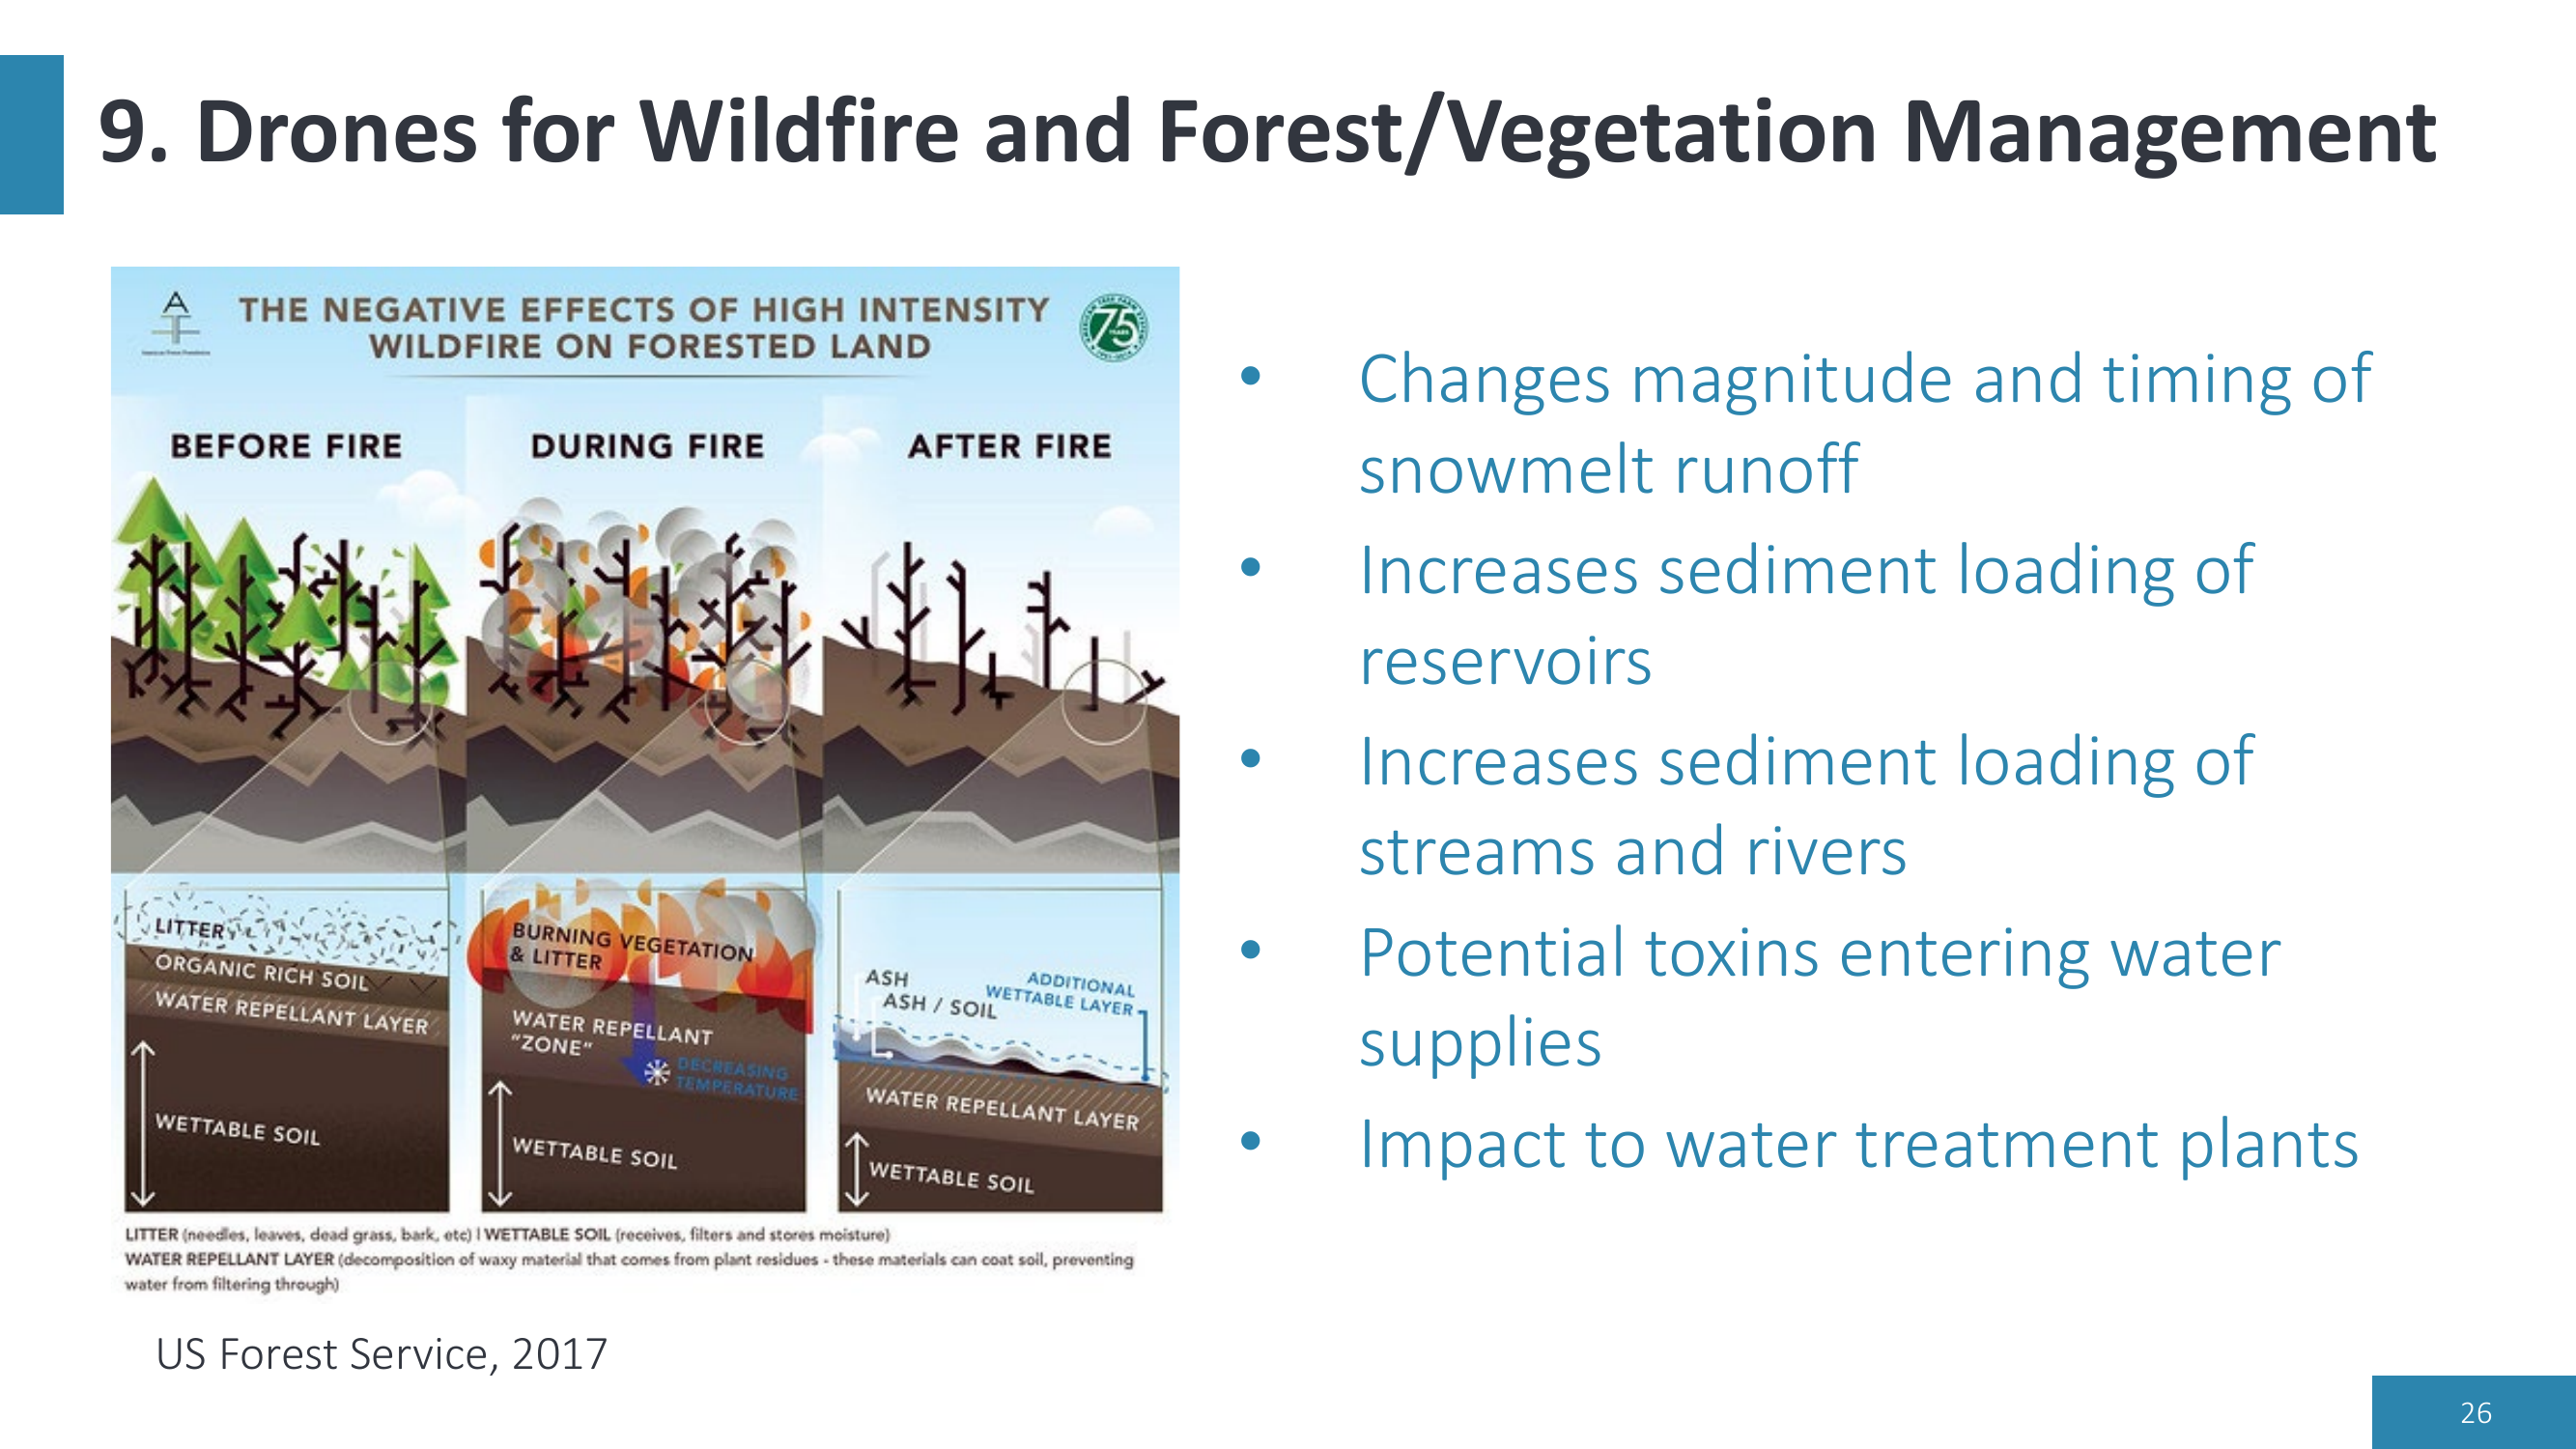 9. Drones for Wildfire and Forest/Vegetation Management
THE NEGATIVE EFFECTS OF HIGH INTENSITY
WILDFIRE ON FORESTED LAND
75
YEARS
BEFORE FIRE
DURING FIRE
AFTER FIRE
LITTER
ORGANIC RICH SOIL
WATER REPELLANT LAYER
WETTABLE SOIL
BURNING VEGETATION
& LITTER
WATER REPELLANT
"ZONE"
DECREASING
TEMPERATURE
WETTABLE SOIL
ASH
ASH / SOIL
ADDITIONAL
WETTABLE LAYER
WATER REPELLANT LAYER
WETTABLE SOIL
LITTER (needles, leaves, dead grass, bark, etc) | WETTABLE SOIL (receives, filters and stores moisture)
WATER REPELLANT LAYER (decomposition of waxy material that comes from plant residues - these materials can coat soil, preventing
water from filtering through)
US Forest Service, 2017
• Changes magnitude and timing of
snowmelt runoff
• Increases sediment loading of
reservoirs
• Increases sediment loading of
streams and rivers
• Potential toxins entering water
supplies
• Impact to water treatment plants
26